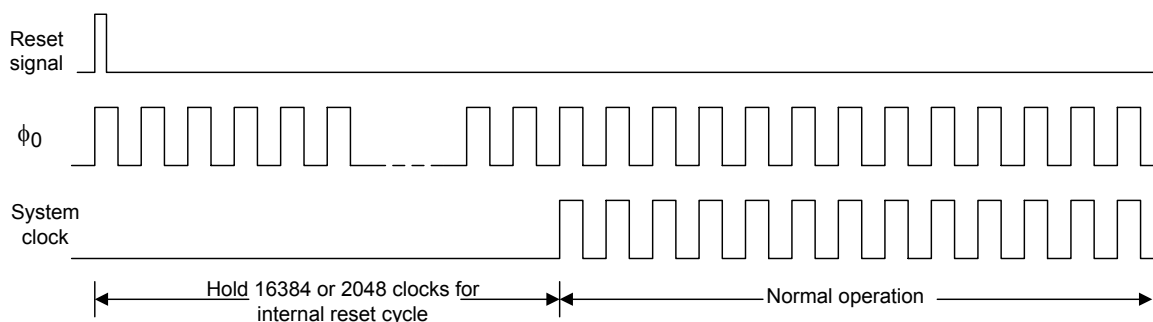 Reset
signal
ϕ0
System
clock
Hold 16384 or 2048 clocks for
internal reset cycle
Normal operation